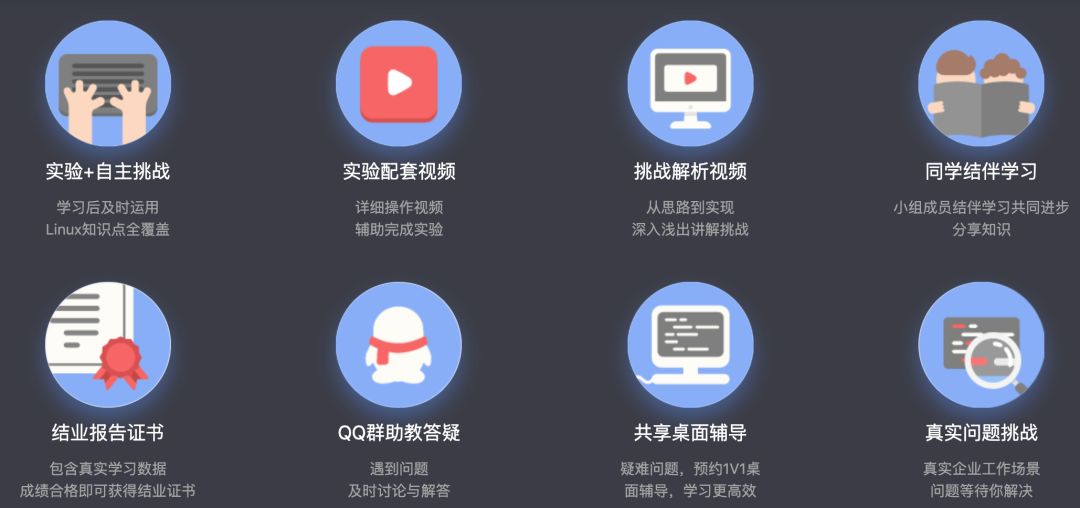 实验+自主挑战
学习后及时运用
Linux知识点全覆盖
实验配套视频
详细操作视频
辅助完成实验
挑战解析视频
从思路到实现
深入浅出讲解挑战
同学结伴学习
小组成员结伴学习共同进步
分享知识
结业报告证书
包含真实学习数据
成绩合格即可获得结业证书
QQ群助教答疑
遇到问题
及时讨论与解答
共享桌面辅导
疑难问题，预约1V1桌
面辅导，学习更高效
真实问题挑战
真实企业工作场景
问题等待你解决